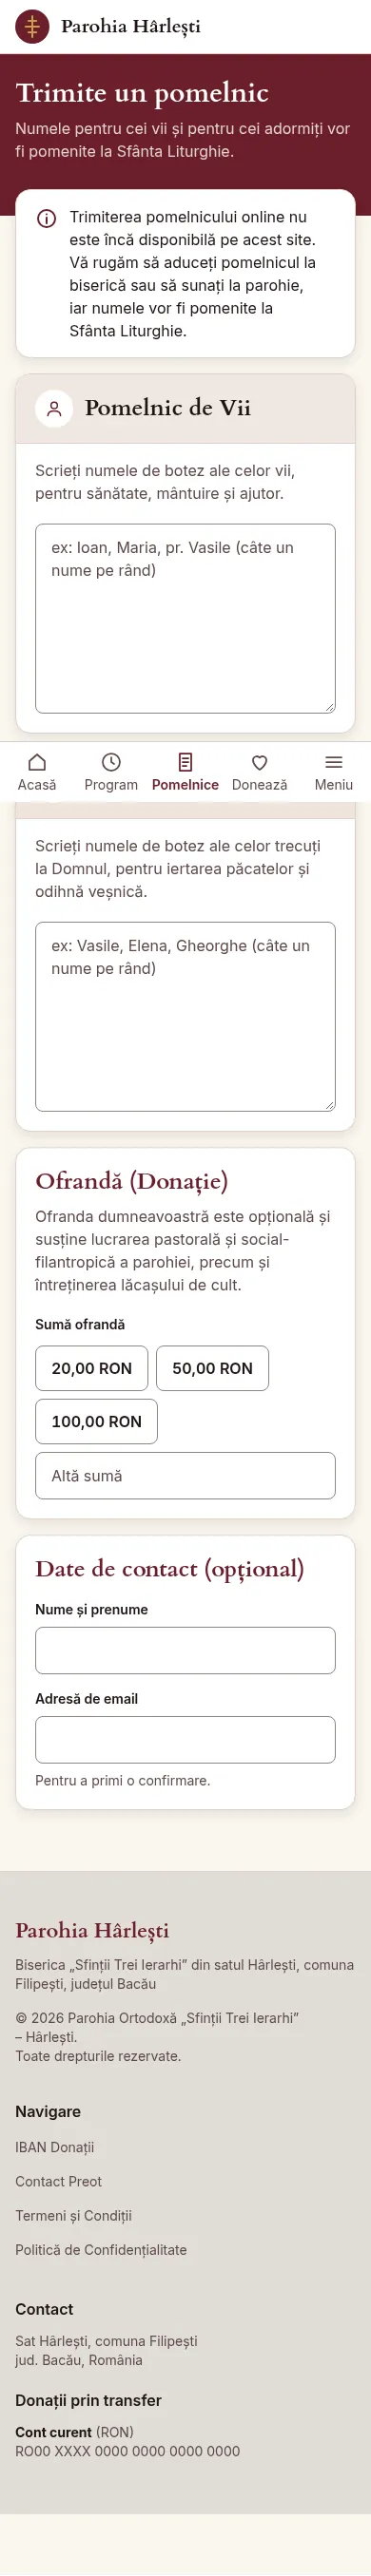 Parohia Hârlești
Trimite un pomelnic
Numele pentru cei vii și pentru cei adormiți vor
fi pomenite la Sfânta Liturghie.
Trimiterea pomelnicului online nu
este încă disponibilă pe acest site.
Vă rugăm să aduceți pomelnicul la
biserică sau să sunați la parohie,
iar numele vor fi pomenite la
Sfânta Liturghie.
Pomelnic de Vii
Scrieți numele de botez ale celor vii,
pentru sănătate, mântuire și ajutor.
ex: Ioan, Maria, pr. Vasile (câte un
nume pe rând)
Acasă Program Pomelnice Donează Meniu
Scrieți numele de botez ale celor trecuți
la Domnul, pentru iertarea păcatelor și
odihnă veșnică.
ex: Vasile, Elena, Gheorghe (câte un
nume pe rând)
Ofrandă (Donație)
Ofranda dumneavoastră este opțională și
susține lucrarea pastorală și social-
filantropică a parohiei, precum și
întreținerea lăcașului de cult.
Sumă ofrandă
20,00 RON 50,00 RON
100,00 RON
Altă sumă
Date de contact (opțional)
Nume și prenume
Adresă de email
Pentru a primi o confirmare.
Parohia Hârlești
Biserica „Sfinții Trei Ierarhi” din satul Hârlești, comuna
Filipești, județul Bacău
© 2026 Parohia Ortodoxă „Sfinții Trei Ierarhi”
– Hârlești.
Toate drepturile rezervate.
Navigare
IBAN Donații
Contact Preot
Termeni și Condiții
Politică de Confidențialitate
Contact
Sat Hârlești, comuna Filipești
jud. Bacău, România
Donații prin transfer
Cont curent (RON)
RO00 XXXX 0000 0000 0000 0000